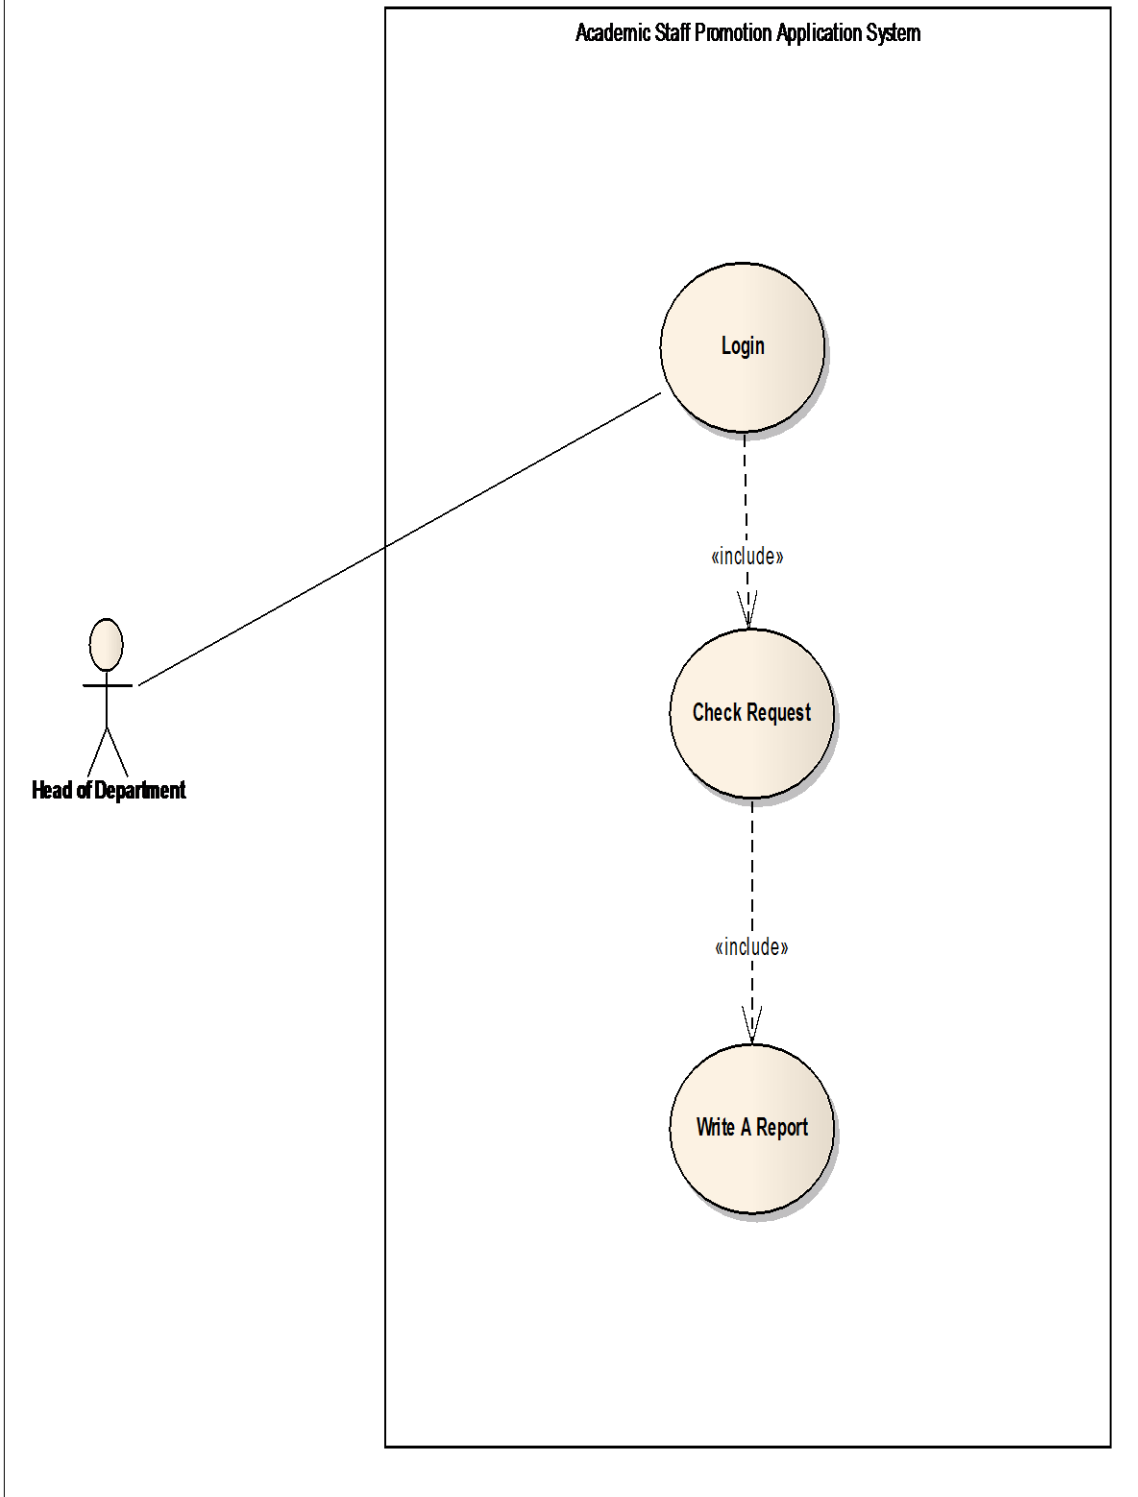 Academic Staff Promotion Application System
Login
«include»
Check Request
Head of Department
«include»
Write A Report